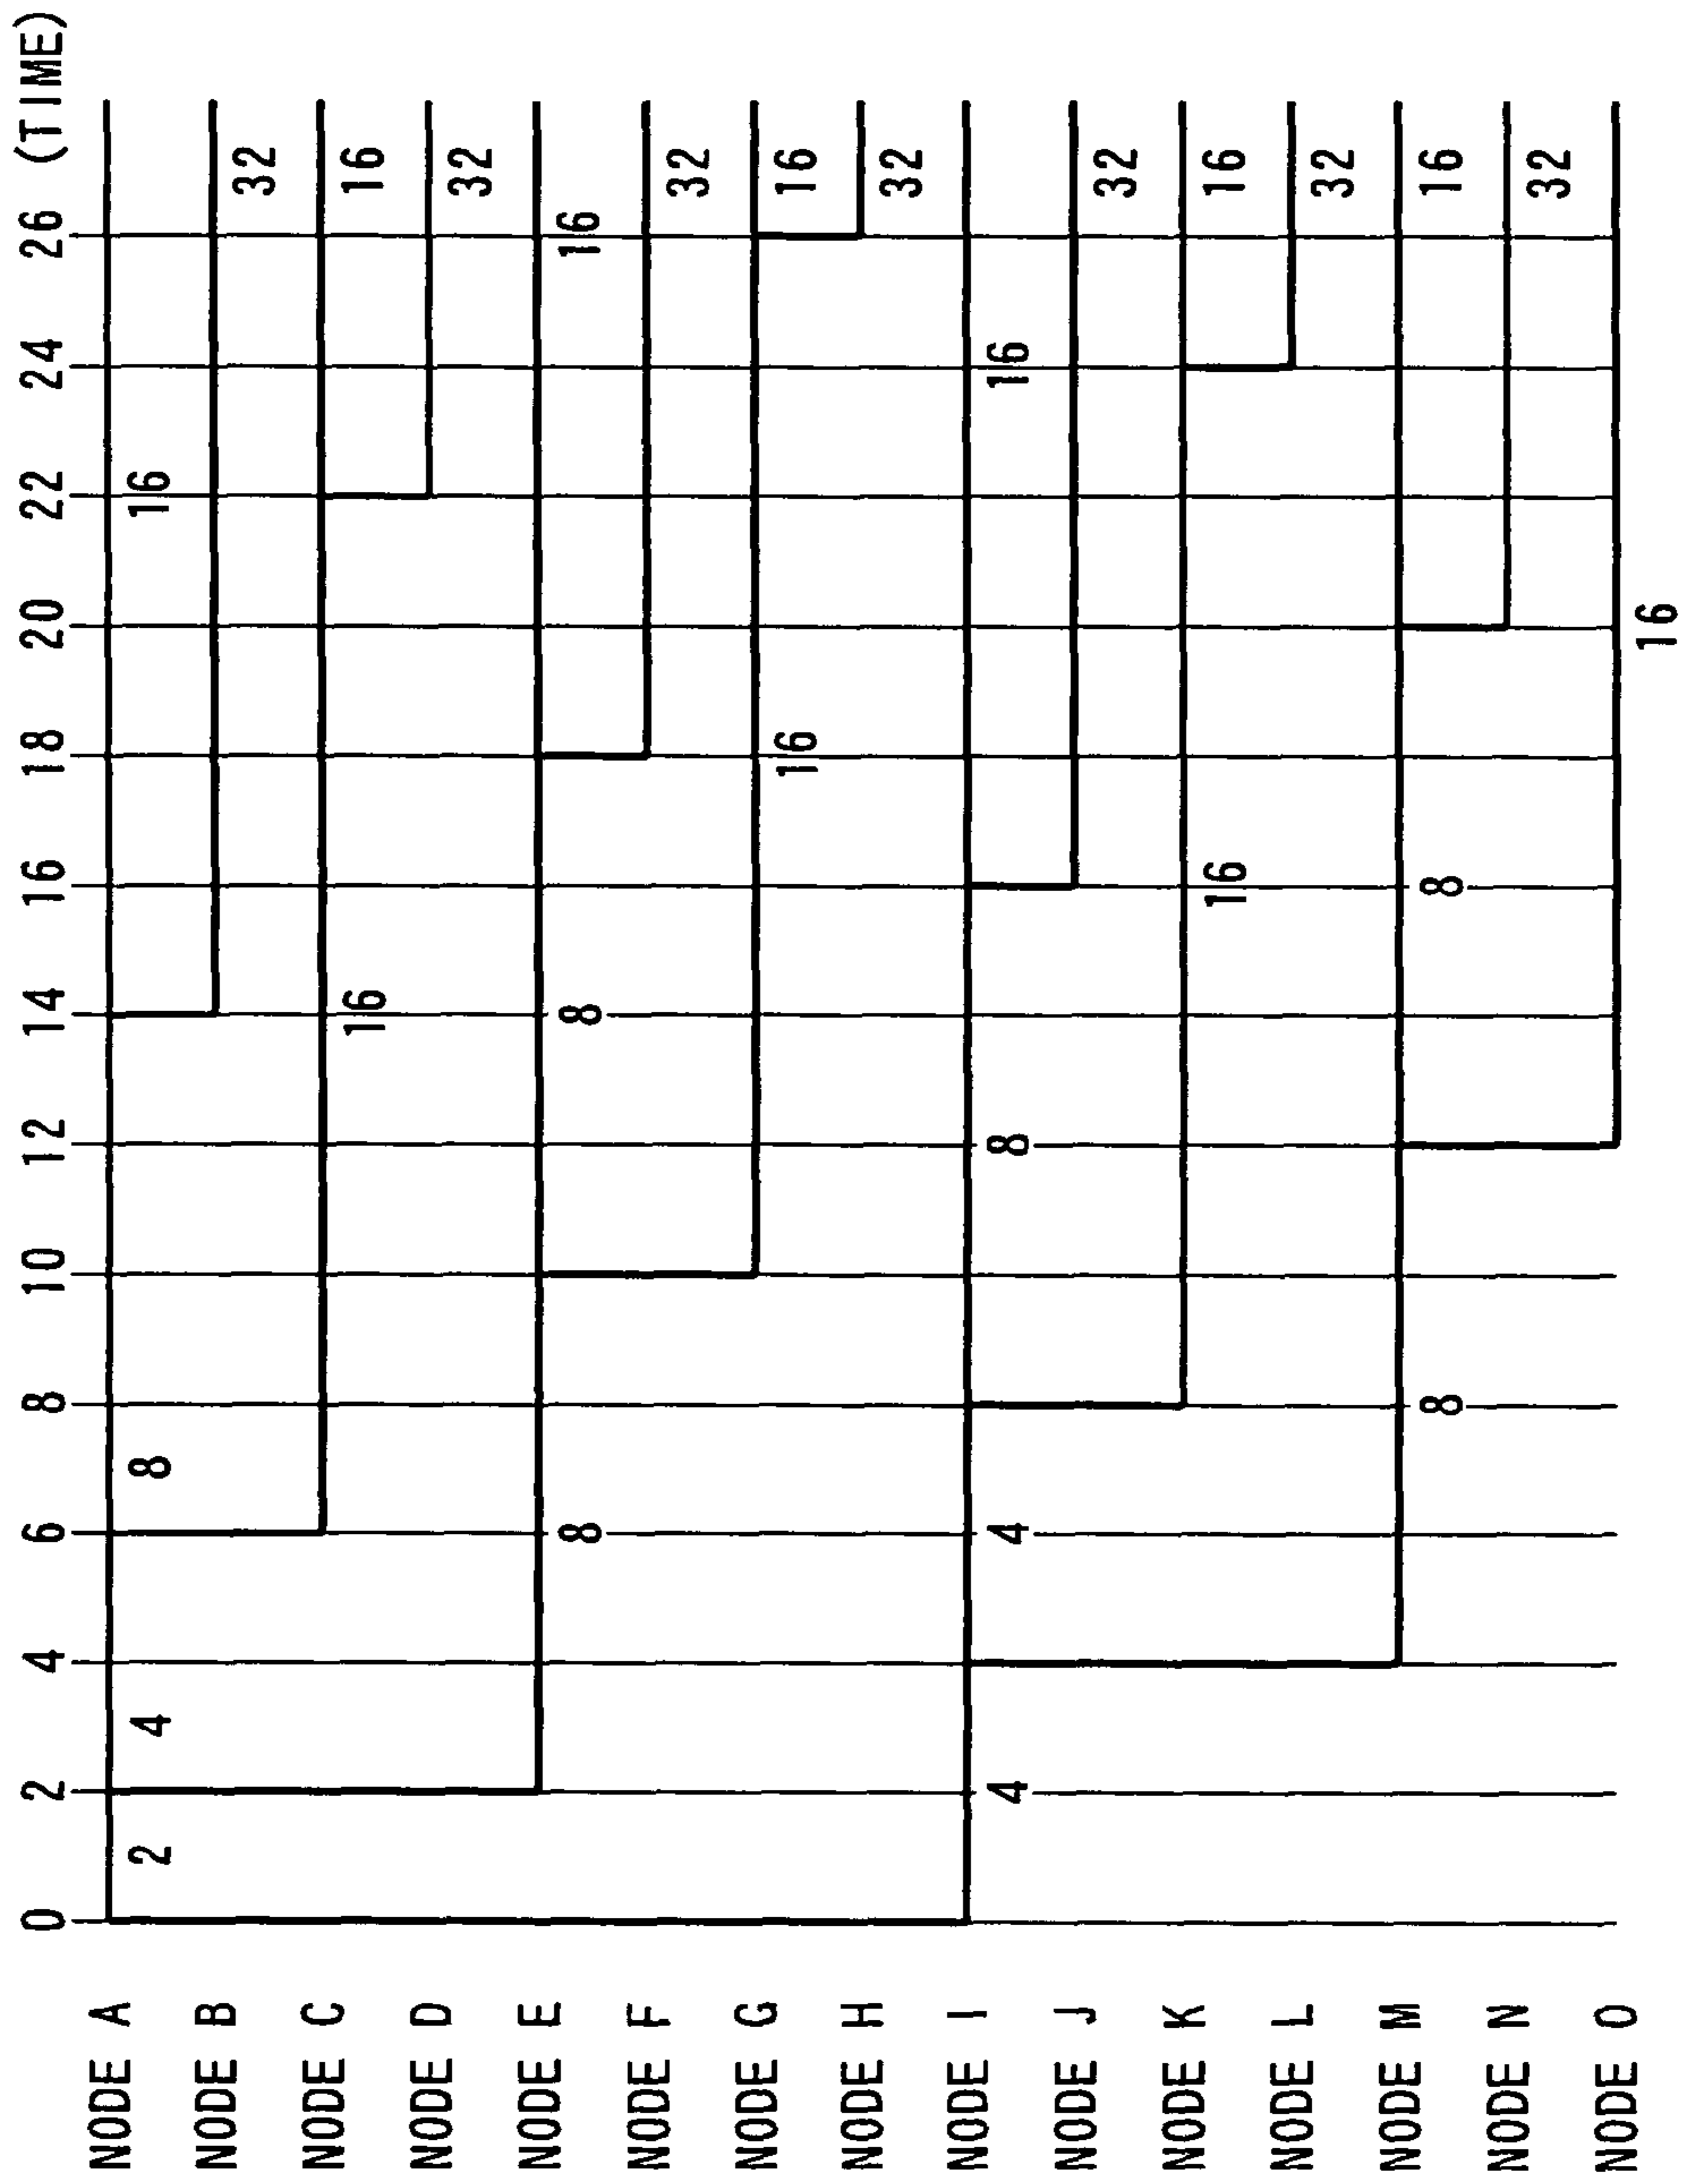 0 2 4 6 8 10 12 14 16 18 20 22 24 26 (TIME)
NODE A
2 4 8 16
NODE B
32
NODE C
16 16
NODE D
32
NODE E
8 8 16
NODE F
32
NODE G
16 16
NODE H
32
NODE I
4 4 8 16
NODE J
32
NODE K
16 16
NODE L
32
NODE M
8 8 16
NODE N
32
NODE O
16